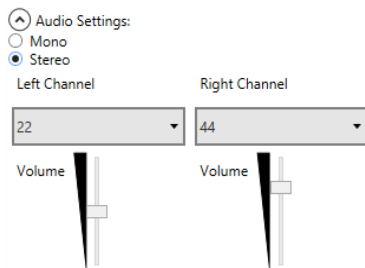 Audio Settings:
Mono
Stereo
Left Channel Right Channel
22 44
Volume Volume